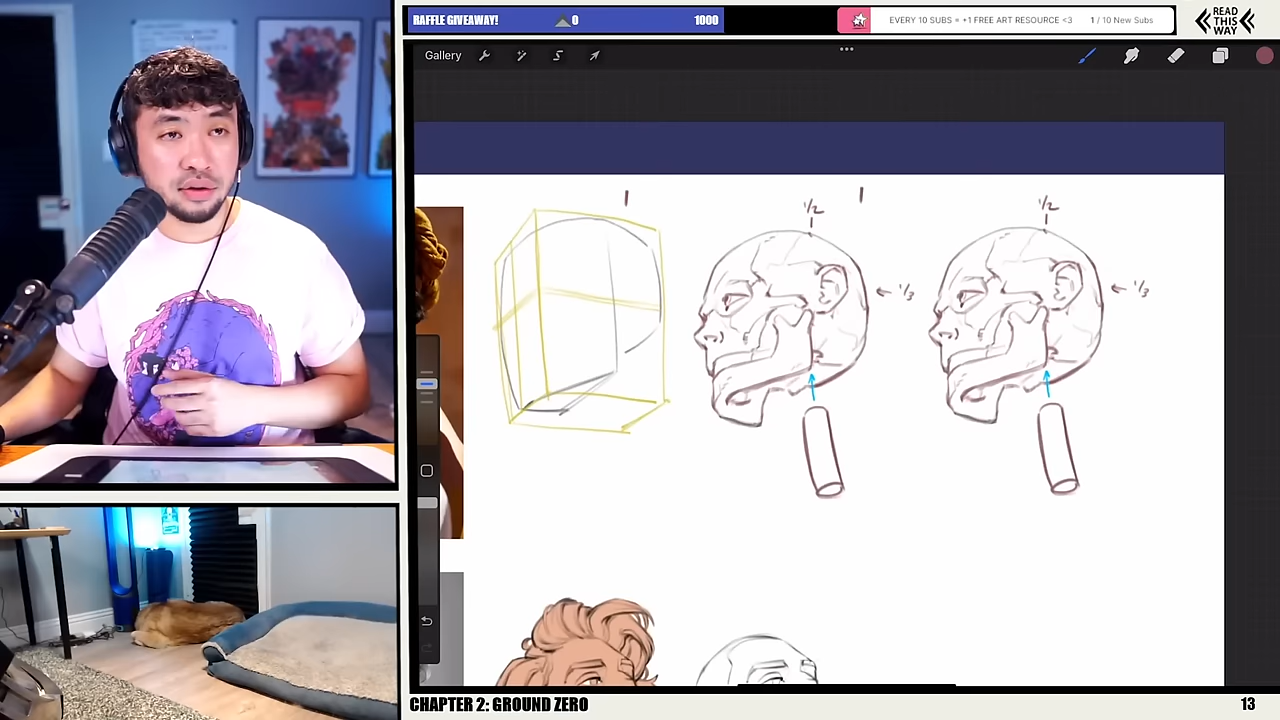 RAFFLE GIVEAWAY! 0 1000
EVERY 10 SUBS = +1 FREE ART RESOURCE <3 1 / 10 New Subs
READ
THIS
WAY
Gallery
1
1/2
1
1/2
1/3
1/3
CHAPTER 2: GROUND ZERO
13